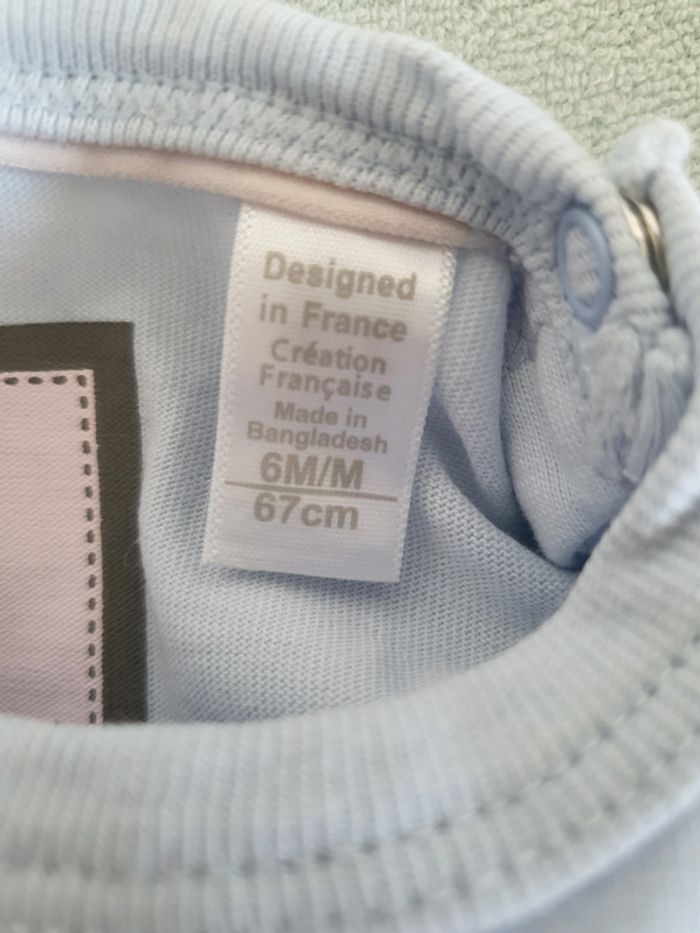 Designed
in France
Création
Française
Made in
Bangladesh
6M/M
67cm